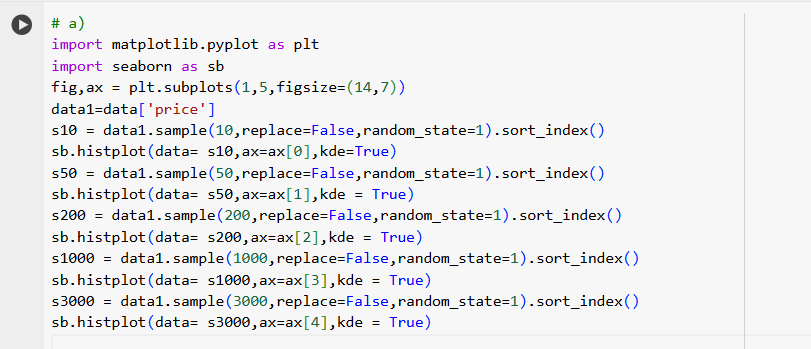 # a)
import matplotlib.pyplot as plt
import seaborn as sb
fig,ax = plt.subplots(1,5,figsize=(14,7))
data1=data['price']
s10 = data1.sample(10,replace=False,random_state=1).sort_index()
sb.histplot(data= s10,ax=ax[0],kde=True)
s50 = data1.sample(50,replace=False,random_state=1).sort_index()
sb.histplot(data= s50,ax=ax[1],kde = True)
s200 = data1.sample(200,replace=False,random_state=1).sort_index()
sb.histplot(data= s200,ax=ax[2],kde = True)
s1000 = data1.sample(1000,replace=False,random_state=1).sort_index()
sb.histplot(data= s1000,ax=ax[3],kde = True)
s3000 = data1.sample(3000,replace=False,random_state=1).sort_index()
sb.histplot(data= s3000,ax=ax[4],kde = True)